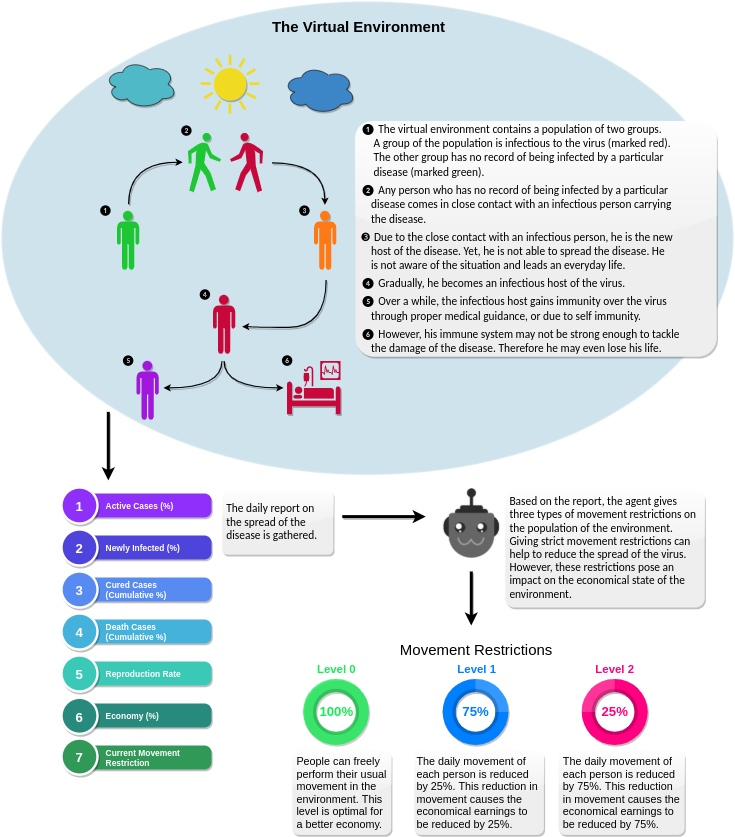 The Virtual Environment
2
1
3
4
5
6
1 The virtual environment contains a population of two groups.
A group of the population is infectious to the virus (marked red).
The other group has no record of being infected by a particular
disease (marked green).
2 Any person who has no record of being infected by a particular
disease comes in close contact with an infectious person carrying
the disease.
3 Due to the close contact with an infectious person, he is the new
host of the disease. Yet, he is not able to spread the disease. He
is not aware of the situation and leads an everyday life.
4 Gradually, he becomes an infectious host of the virus.
5 Over a while, the infectious host gains immunity over the virus
through proper medical guidance, or due to self immunity.
6 However, his immune system may not be strong enough to tackle
the damage of the disease. Therefore he may even lose his life.
1 Active Cases (%)
2 Newly Infected (%)
3 Cured Cases
(Cumulative %)
4 Death Cases
(Cumulative %)
5 Reproduction Rate
6 Economy (%)
7 Current Movement
Restriction
The daily report on
the spread of the
disease is gathered.
Based on the report, the agent gives
three types of movement restrictions on
the population of the environment.
Giving strict movement restrictions can
help to reduce the spread of the virus.
However, these restrictions pose an
impact on the economical state of the
environment.
Movement Restrictions
Level 0
100%
People can freely
perform their usual
movement in the
environment. This
level is optimal for
a better economy.
Level 1
75%
The daily movement of
each person is reduced
by 25%. This reduction in
movement causes the
economical earnings to
be reduced by 25%.
Level 2
25%
The daily movement of
each person is reduced
by 75%. This reduction
in movement causes the
economical earnings to
be reduced by 75%.